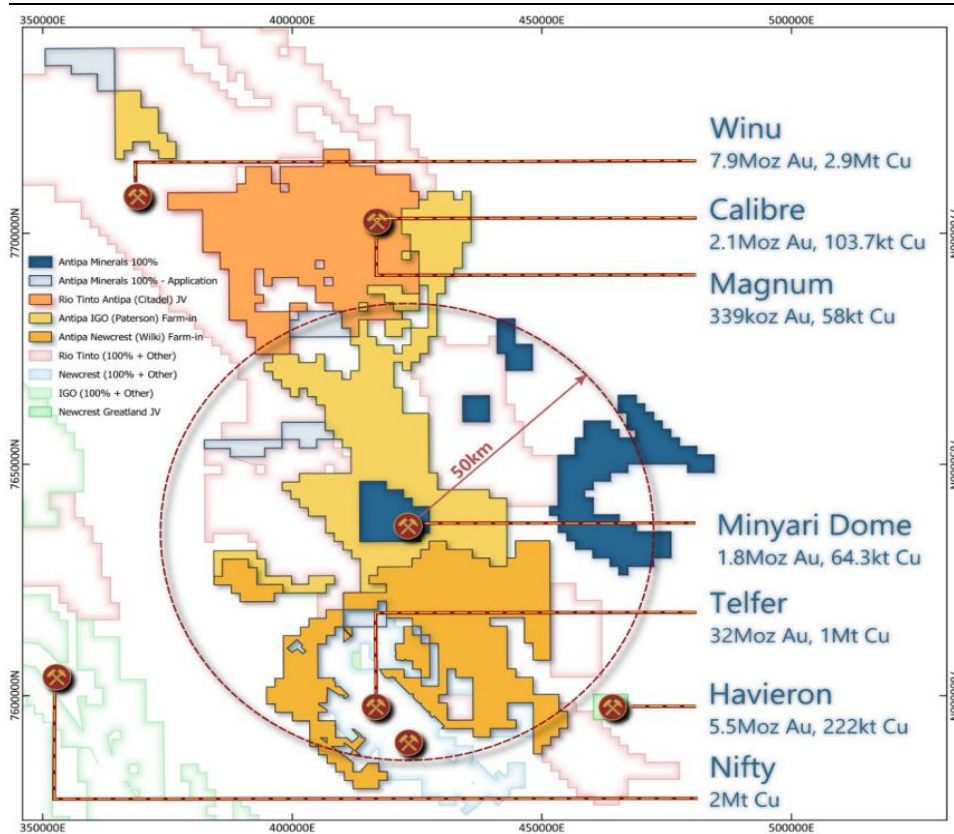 350000E 400000E 450000E 500000E
Winu
7.9Moz Au, 2.9Mt Cu
Calibre
2.1Moz Au, 103.7kt Cu
7700000N
7700000N
Magnum
339koz Au, 58kt Cu
Antipa Minerals 100%
Antipa Minerals 100% - Application
Rio Tinto Antipa (Citadel) JV
Antipa IGO (Paterson) Farm-in
Antipa Newcrest (Wilki) Farm-in
Rio Tinto (100% + Other)
Newcrest (100% + Other)
IGO (100% + Other)
Newcrest Greatland JV
50km
7650000N
7650000N
Minyari Dome
1.8Moz Au, 64.3kt Cu
Telfer
32Moz Au, 1Mt Cu
Havieron
5.5Moz Au, 222kt Cu
7600000N
7600000N
Nifty
2Mt Cu
350000E 400000E 450000E 500000E